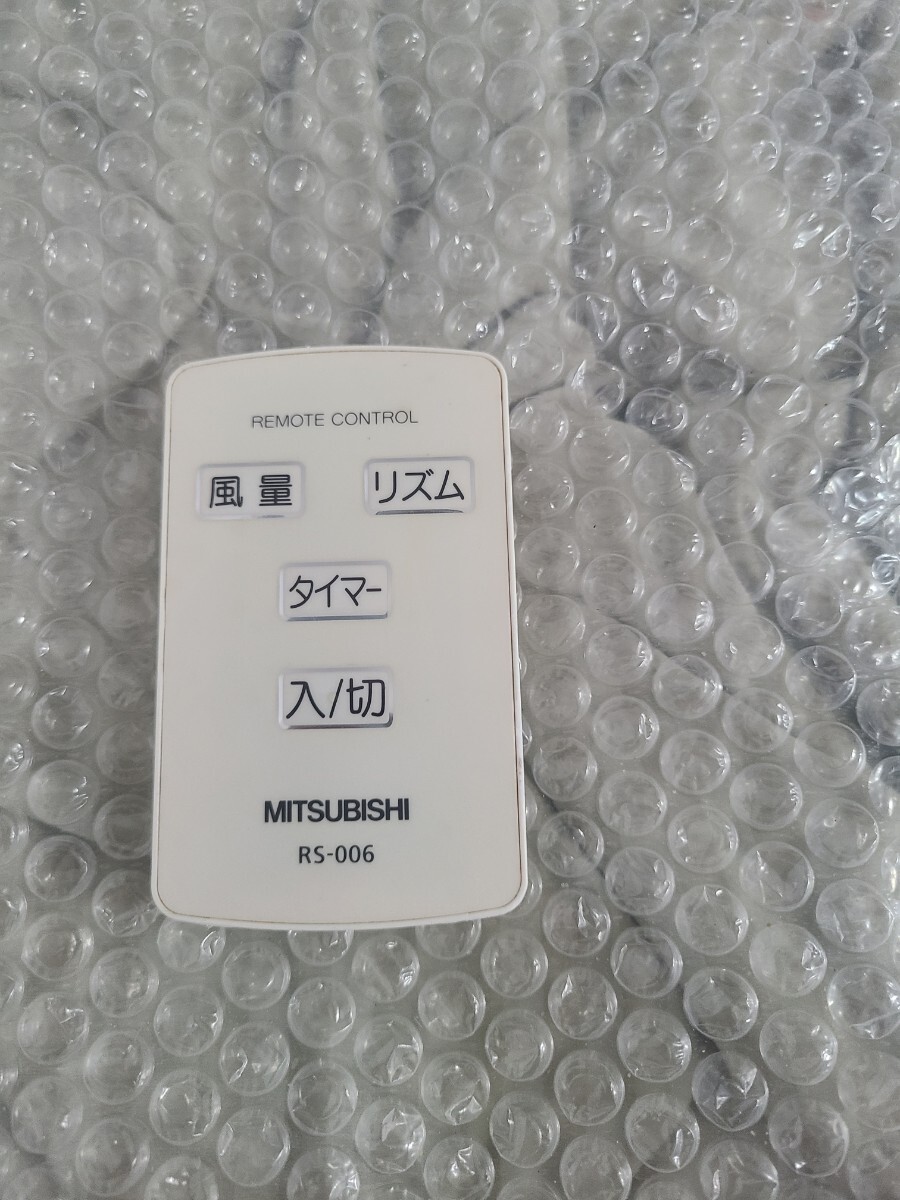 REMOTE CONTROL
風量 リズム
タイマー
入/切
MITSUBISHI
RS-006